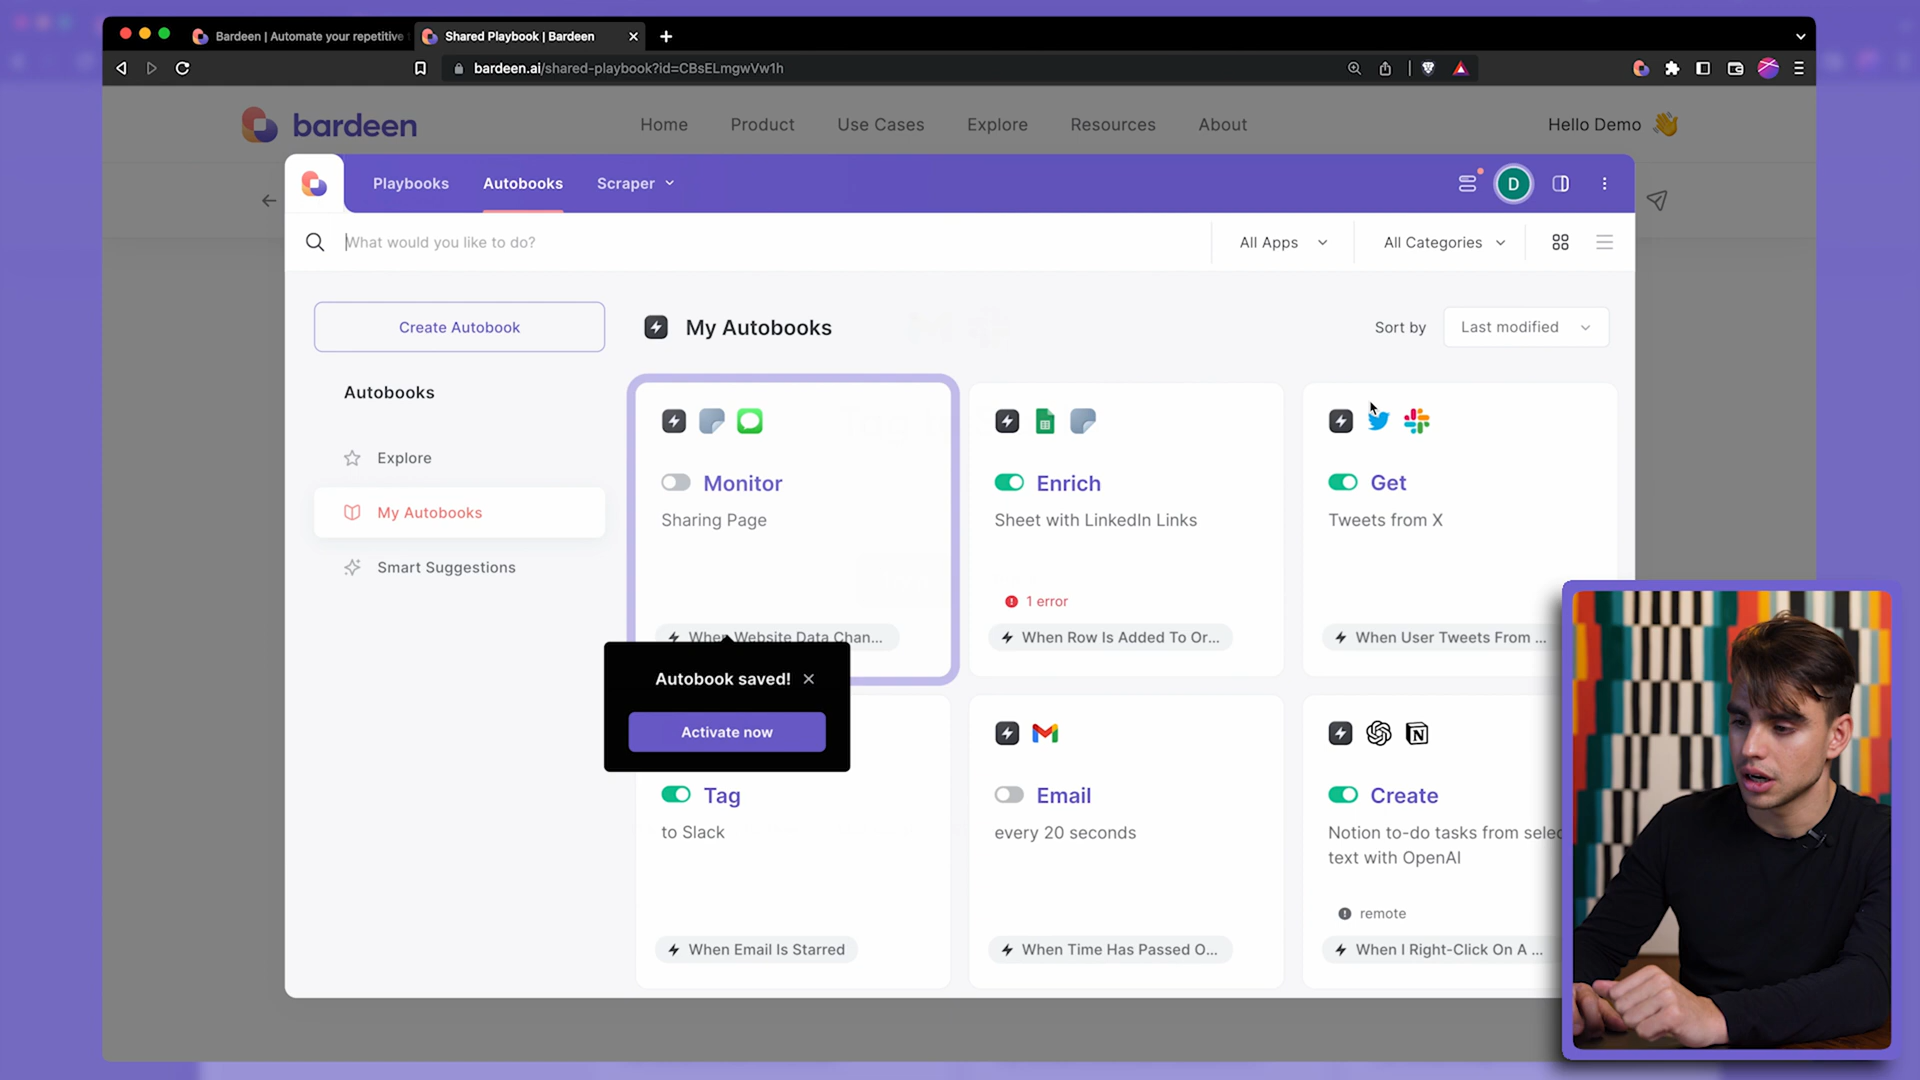 Bardeen | Automate your repetitive
Shared Playbook | Bardeen
bardeen.ai/shared-playbook?id=CBsELmgwVw1h
bardeen
Home
Product
Use Cases
Explore
Resources
About
Hello Demo
Playbooks
Autobooks
Scraper
D
What would you like to do?
All Apps
All Categories
Create Autobook
My Autobooks
Sort by
Last modified
Autobooks
Explore
My Autobooks
Smart Suggestions
Monitor
Sharing Page
When Website Data Chan...
Enrich
Sheet with LinkedIn Links
1 error
When Row Is Added To Or...
Get
Tweets from X
When User Tweets From ...
Autobook saved!
Activate now
Tag
to Slack
When Email Is Starred
Email
every 20 seconds
When Time Has Passed O...
N
Create
Notion to-do tasks from selec
text with OpenAI
remote
When I Right-Click On A ...